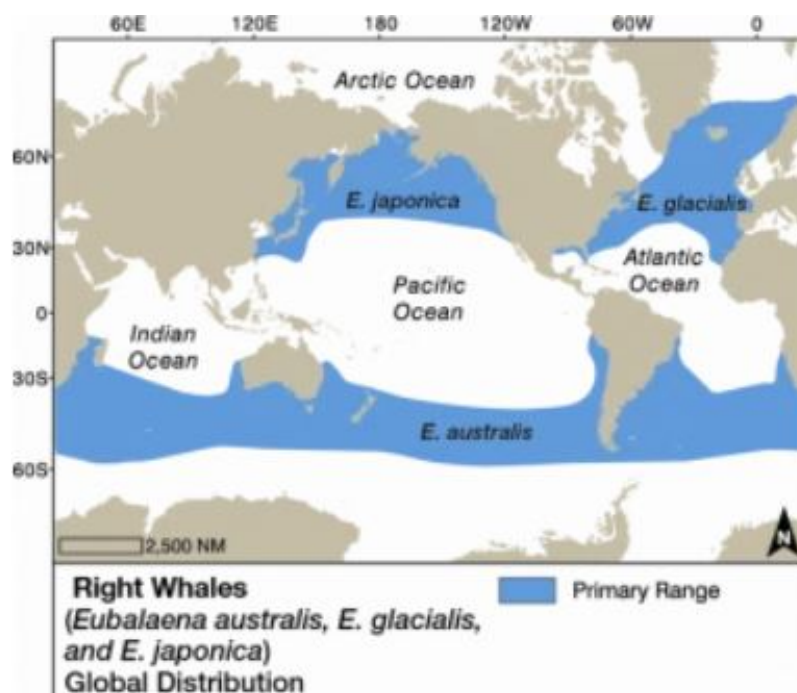 60E 120E 180 120W 60W 0
Arctic Ocean
60N
E. japonica
E. glacialis
30N
Atlantic
Ocean
Pacific
Ocean
0
Indian
Ocean
30S
E. australis
60S
N
2,500 NM
Right Whales
(Eubalaena australis, E. glacialis,
and E. japonica)
Global Distribution
Primary Range